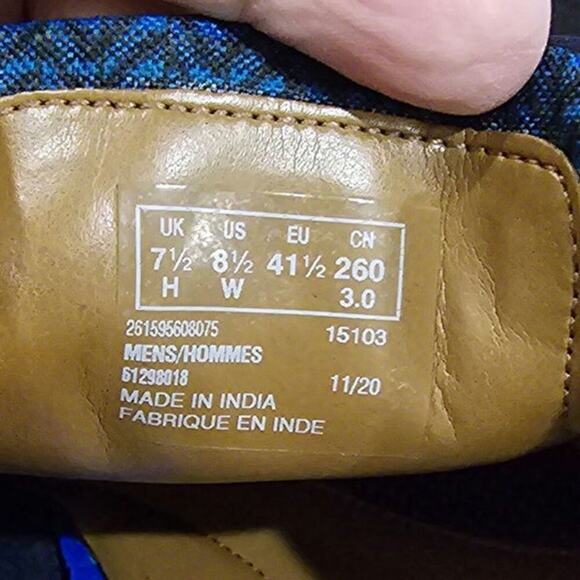 UK US EU CN
7½ 8½ 41½ 260
H W 3.0
261595608075 15103
MENS/HOMMES
61298018 11/20
MADE IN INDIA
FABRIQUE EN INDE